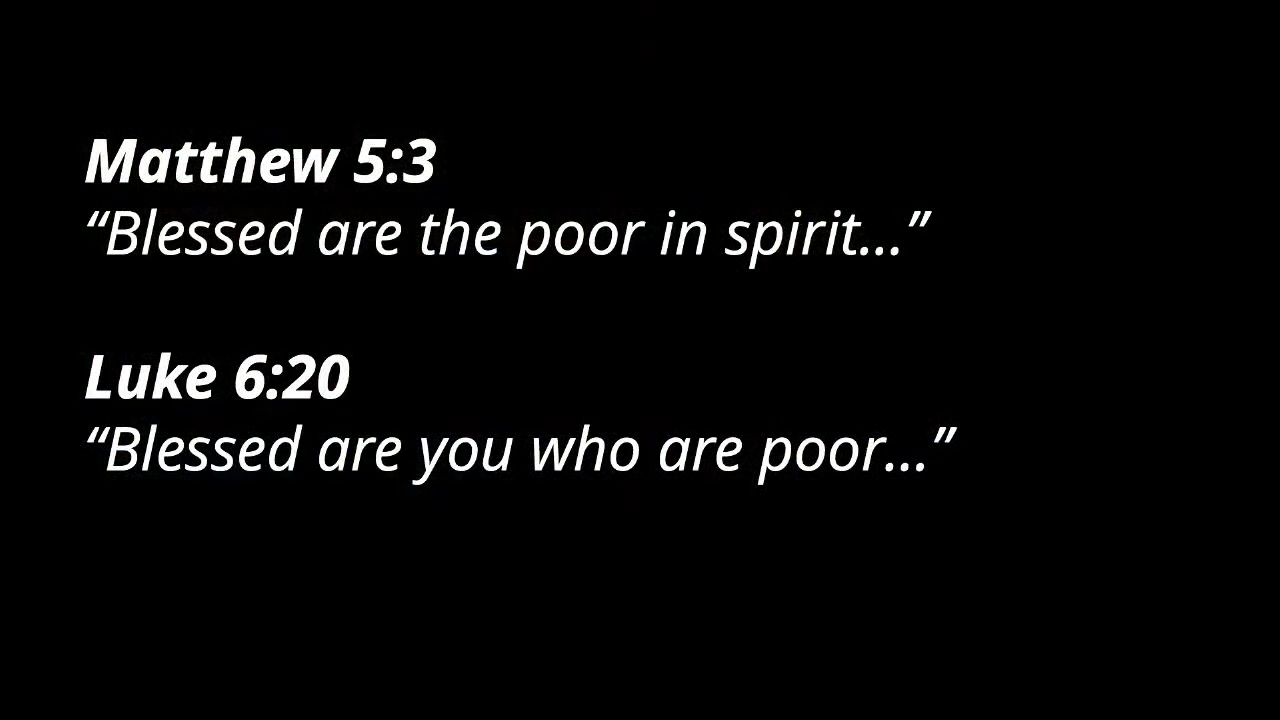 Matthew 5:3
“Blessed are the poor in spirit...”
Luke 6:20
“Blessed are you who are poor...”